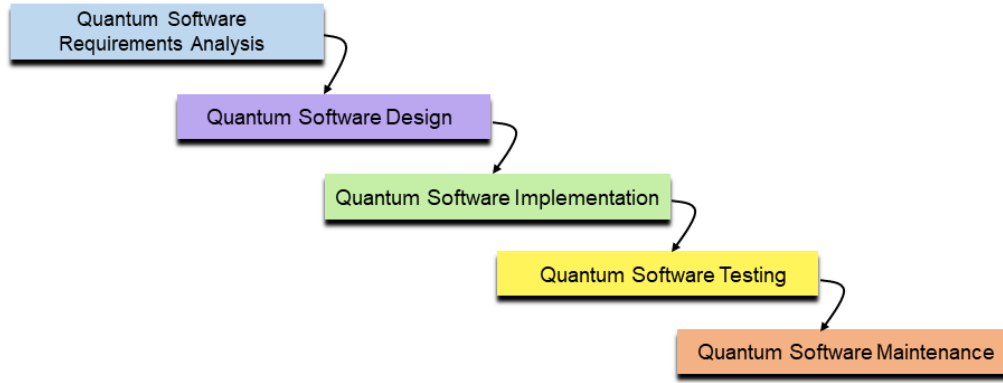 Quantum Software
Requirements Analysis
Quantum Software Design
Quantum Software Implementation
Quantum Software Testing
Quantum Software Maintenance